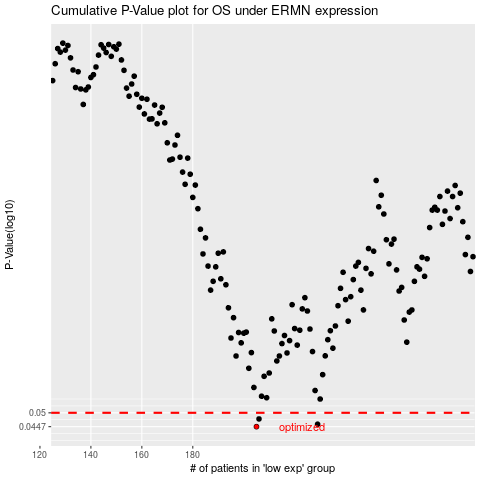 Cumulative P-Value plot for OS under ERMN expression
P-Value(log10)
0.05
0.0447
optimized
120 140 160 180
# of patients in 'low exp' group